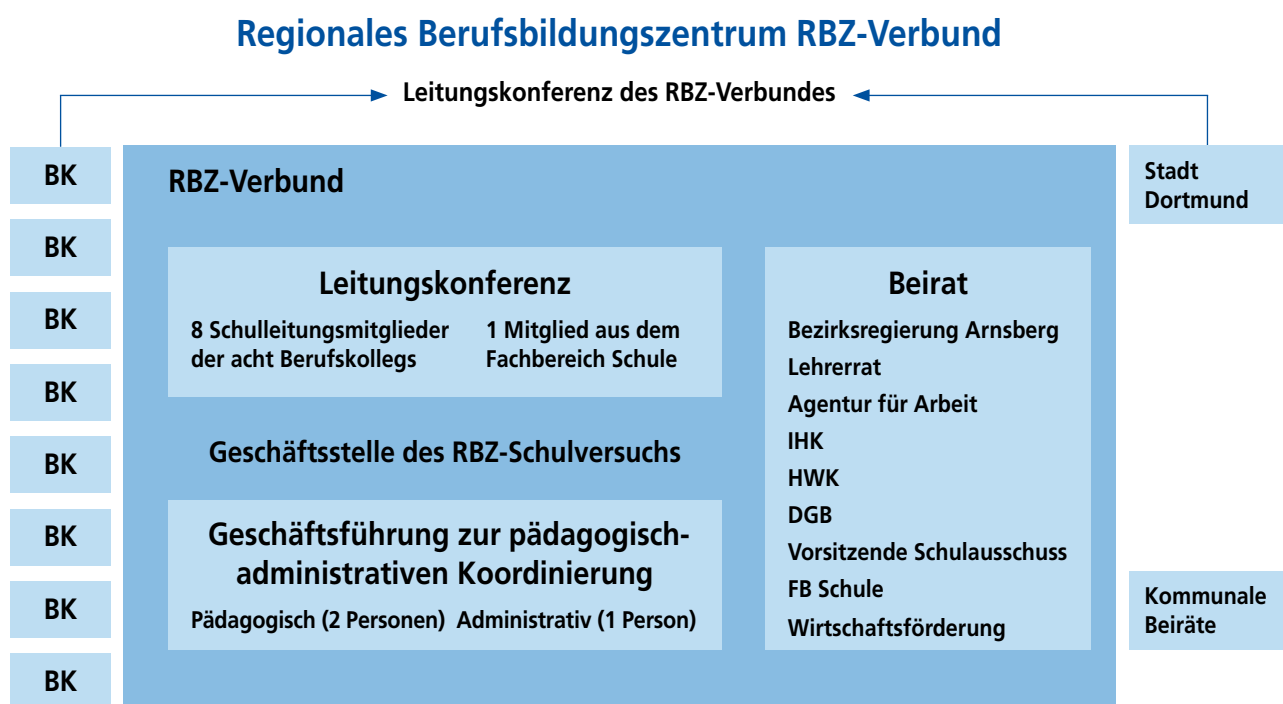 Regionales Berufsbildungszentrum RBZ-Verbund
Leitungskonferenz des RBZ-Verbundes
BK
BK
BK
BK
BK
BK
BK
BK
RBZ-Verbund
Leitungskonferenz
8 Schulleitungsmitglieder
der acht Berufskollegs
1 Mitglied aus dem
Fachbereich Schule
Geschäftsstelle des RBZ-Schulversuchs
Geschäftsführung zur pädagogisch-
administrativen Koordinierung
Pädagogisch (2 Personen) Administrativ (1 Person)
Beirat
Bezirksregierung Arnsberg
Lehrerrat
Agentur für Arbeit
IHK
HWK
DGB
Vorsitzende Schulausschuss
FB Schule
Wirtschaftsförderung
Stadt
Dortmund
Kommunale
Beiräte